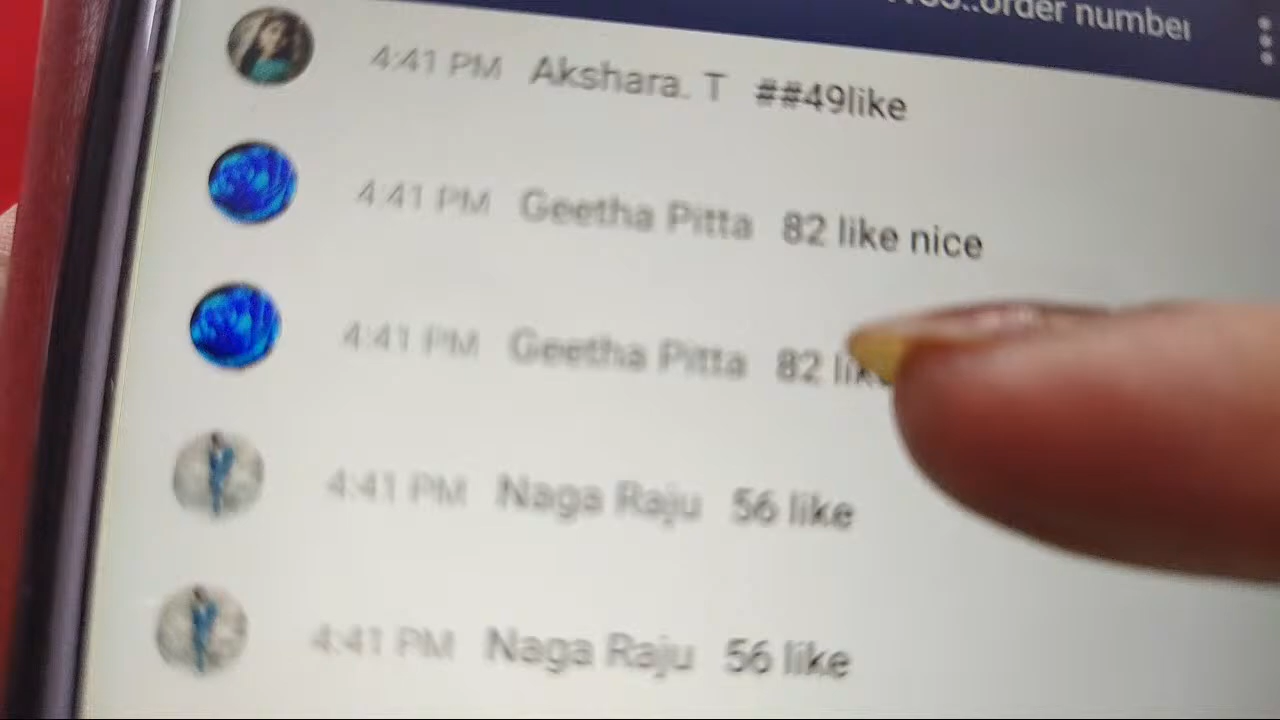 order number
4:41 PM Akshara. T ##49like
4:41 PM Geetha Pitta 82 like nice
4:41 PM Geetha Pitta 82
4:41 PM Naga Raju 56 like
4:41 PM Naga Raju 56 like